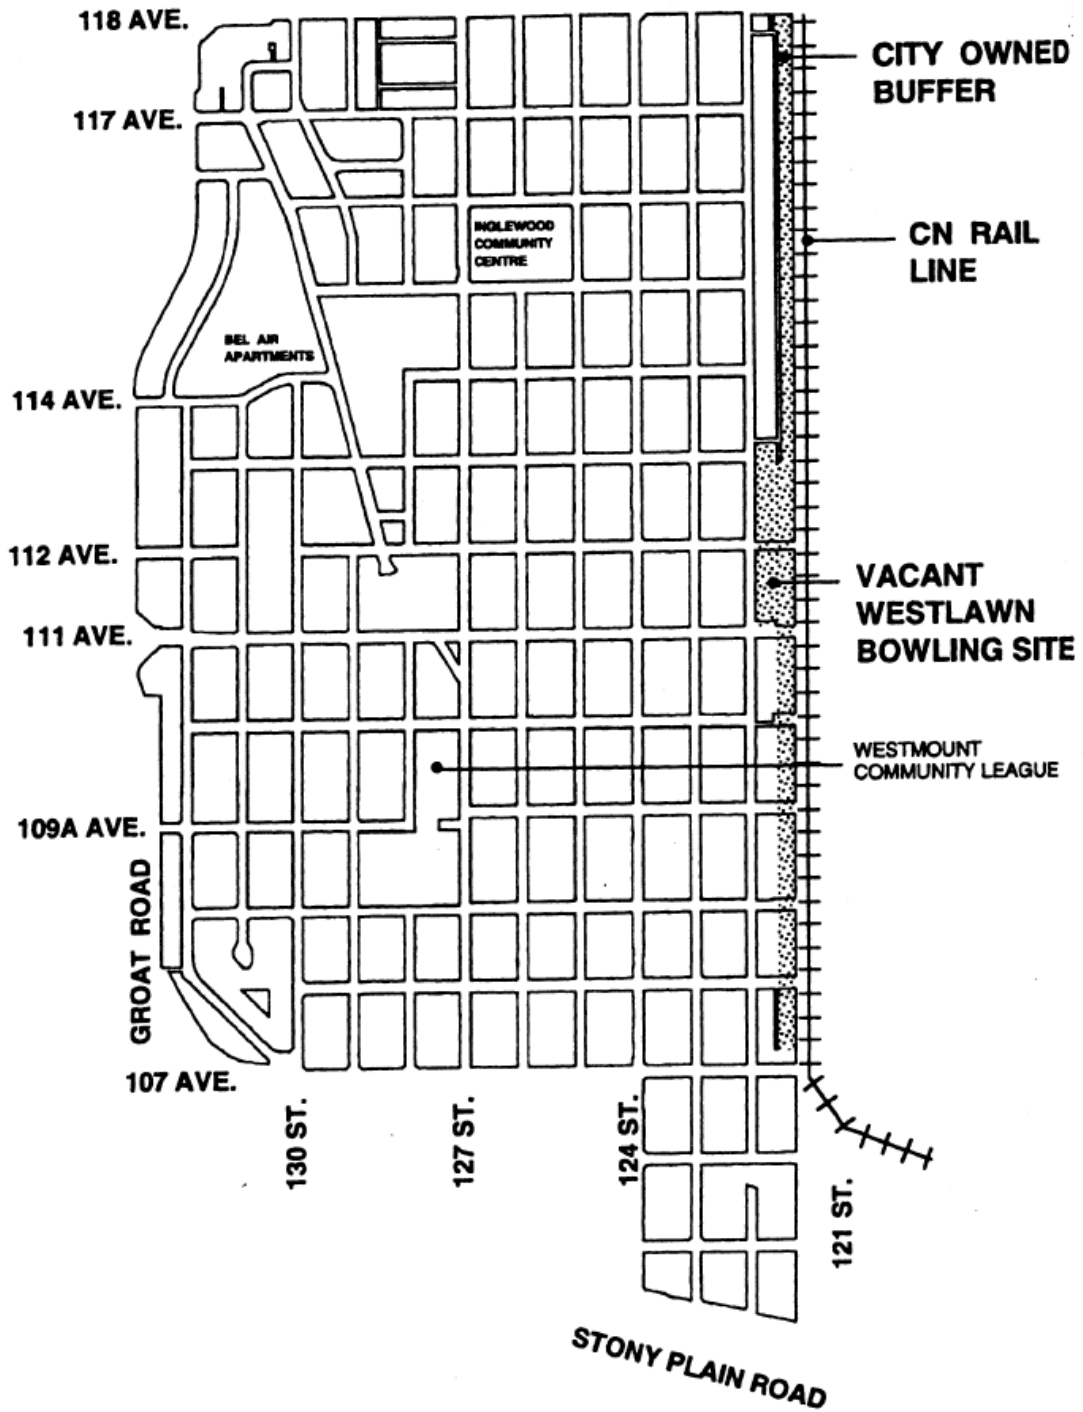 118 AVE.
CITY OWNED
BUFFER
117 AVE.
INGLEWOOD
COMMUNITY
CENTRE
CN RAIL
LINE
BEL AIR
APARTMENTS
114 AVE.
112 AVE.
VACANT
WESTLAWN
BOWLING SITE
111 AVE.
WESTMOUNT
COMMUNITY LEAGUE
109A AVE.
GROAT ROAD
107 AVE.
130 ST.
127 ST.
124 ST.
121 ST.
STONY PLAIN ROAD